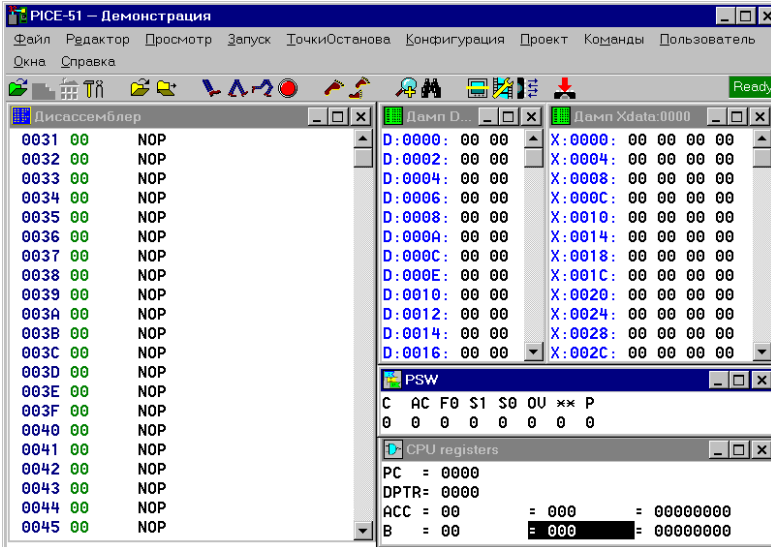 PICE-51 — Демонстрация
Файл Редактор Просмотр Запуск ТочкиОстанова Конфигурация Проект Команды Пользователь
Окна Справка
Ready
Дисассемблер
0031 00 NOP
0032 00 NOP
0033 00 NOP
0034 00 NOP
0035 00 NOP
0036 00 NOP
0037 00 NOP
0038 00 NOP
0039 00 NOP
003A 00 NOP
003B 00 NOP
003C 00 NOP
003D 00 NOP
003E 00 NOP
003F 00 NOP
0040 00 NOP
0041 00 NOP
0042 00 NOP
0043 00 NOP
0044 00 NOP
0045 00 NOP
Дамп D...
D:0000: 00 00
D:0002: 00 00
D:0004: 00 00
D:0006: 00 00
D:0008: 00 00
D:000A: 00 00
D:000C: 00 00
D:000E: 00 00
D:0010: 00 00
D:0012: 00 00
D:0014: 00 00
D:0016: 00 00
Дамп Xdata:0000
X:0000: 00 00 00 00
X:0004: 00 00 00 00
X:0008: 00 00 00 00
X:000C: 00 00 00 00
X:0010: 00 00 00 00
X:0014: 00 00 00 00
X:0018: 00 00 00 00
X:001C: 00 00 00 00
X:0020: 00 00 00 00
X:0024: 00 00 00 00
X:0028: 00 00 00 00
X:002C: 00 00 00 00
PSW
C AC F0 S1 S0 OV ** P
0 0 0 0 0 0 0 0
CPU registers
PC = 0000
DPTR= 0000
ACC = 00 = 000 = 00000000
B = 00 = 000 = 00000000